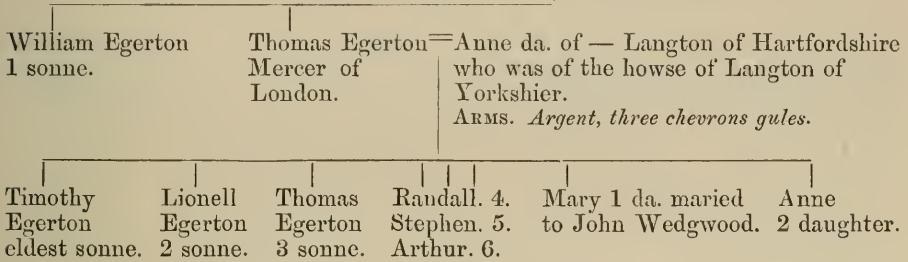 William Egerton
1 sonne.
Thomas Egerton=Anne da. of — Langton of Hartfordshire
Mercer of
London.
who was of the howse of Langton of
Yorkshier.
ARMS. Argent, three chevrons gules.
Timothy
Egerton
eldest sonne.
Lionell
Egerton
2 sonne.
Thomas
Egerton
3 sonne.
Randall. 4.
Stephen. 5.
Arthur. 6.
Mary 1 da. maried
to John Wedgwood.
Anne
2 daughter.